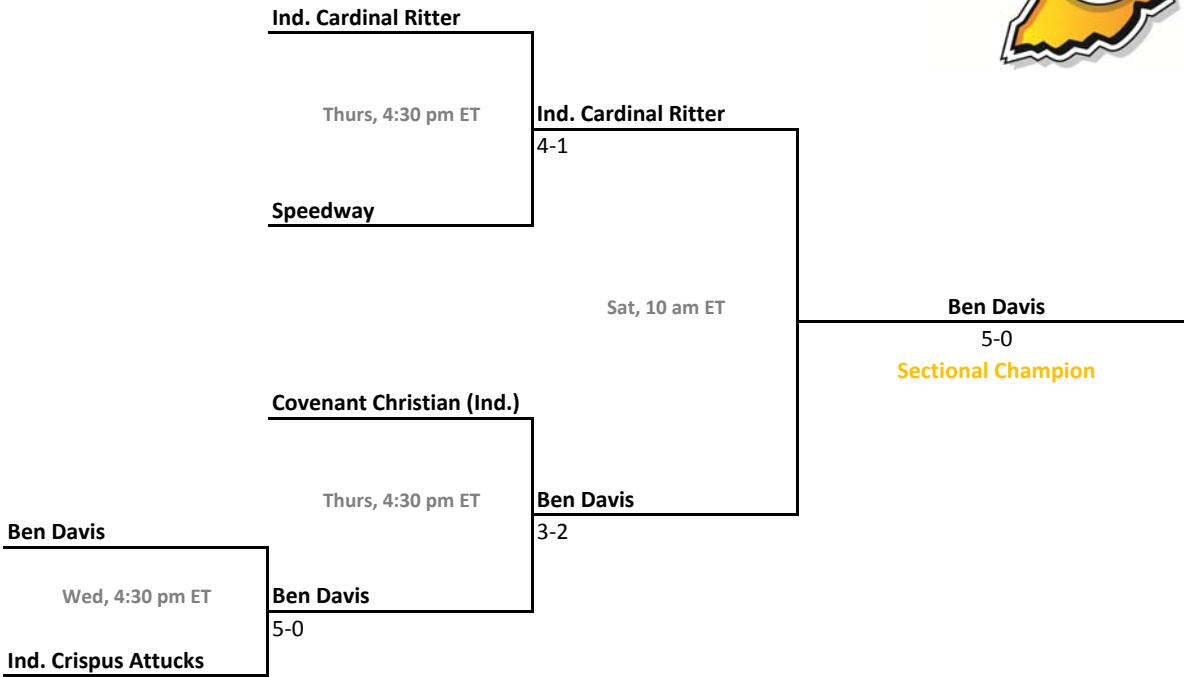 Ind. Cardinal Ritter
Thurs, 4:30 pm ET
Ind. Cardinal Ritter
4-1
Speedway
Sat, 10 am ET
Ben Davis
5-0
Sectional Champion
Covenant Christian (Ind.)
Thurs, 4:30 pm ET
Ben Davis
3-2
Ben Davis
Wed, 4:30 pm ET
Ben Davis
5-0
Ind. Crispus Attucks